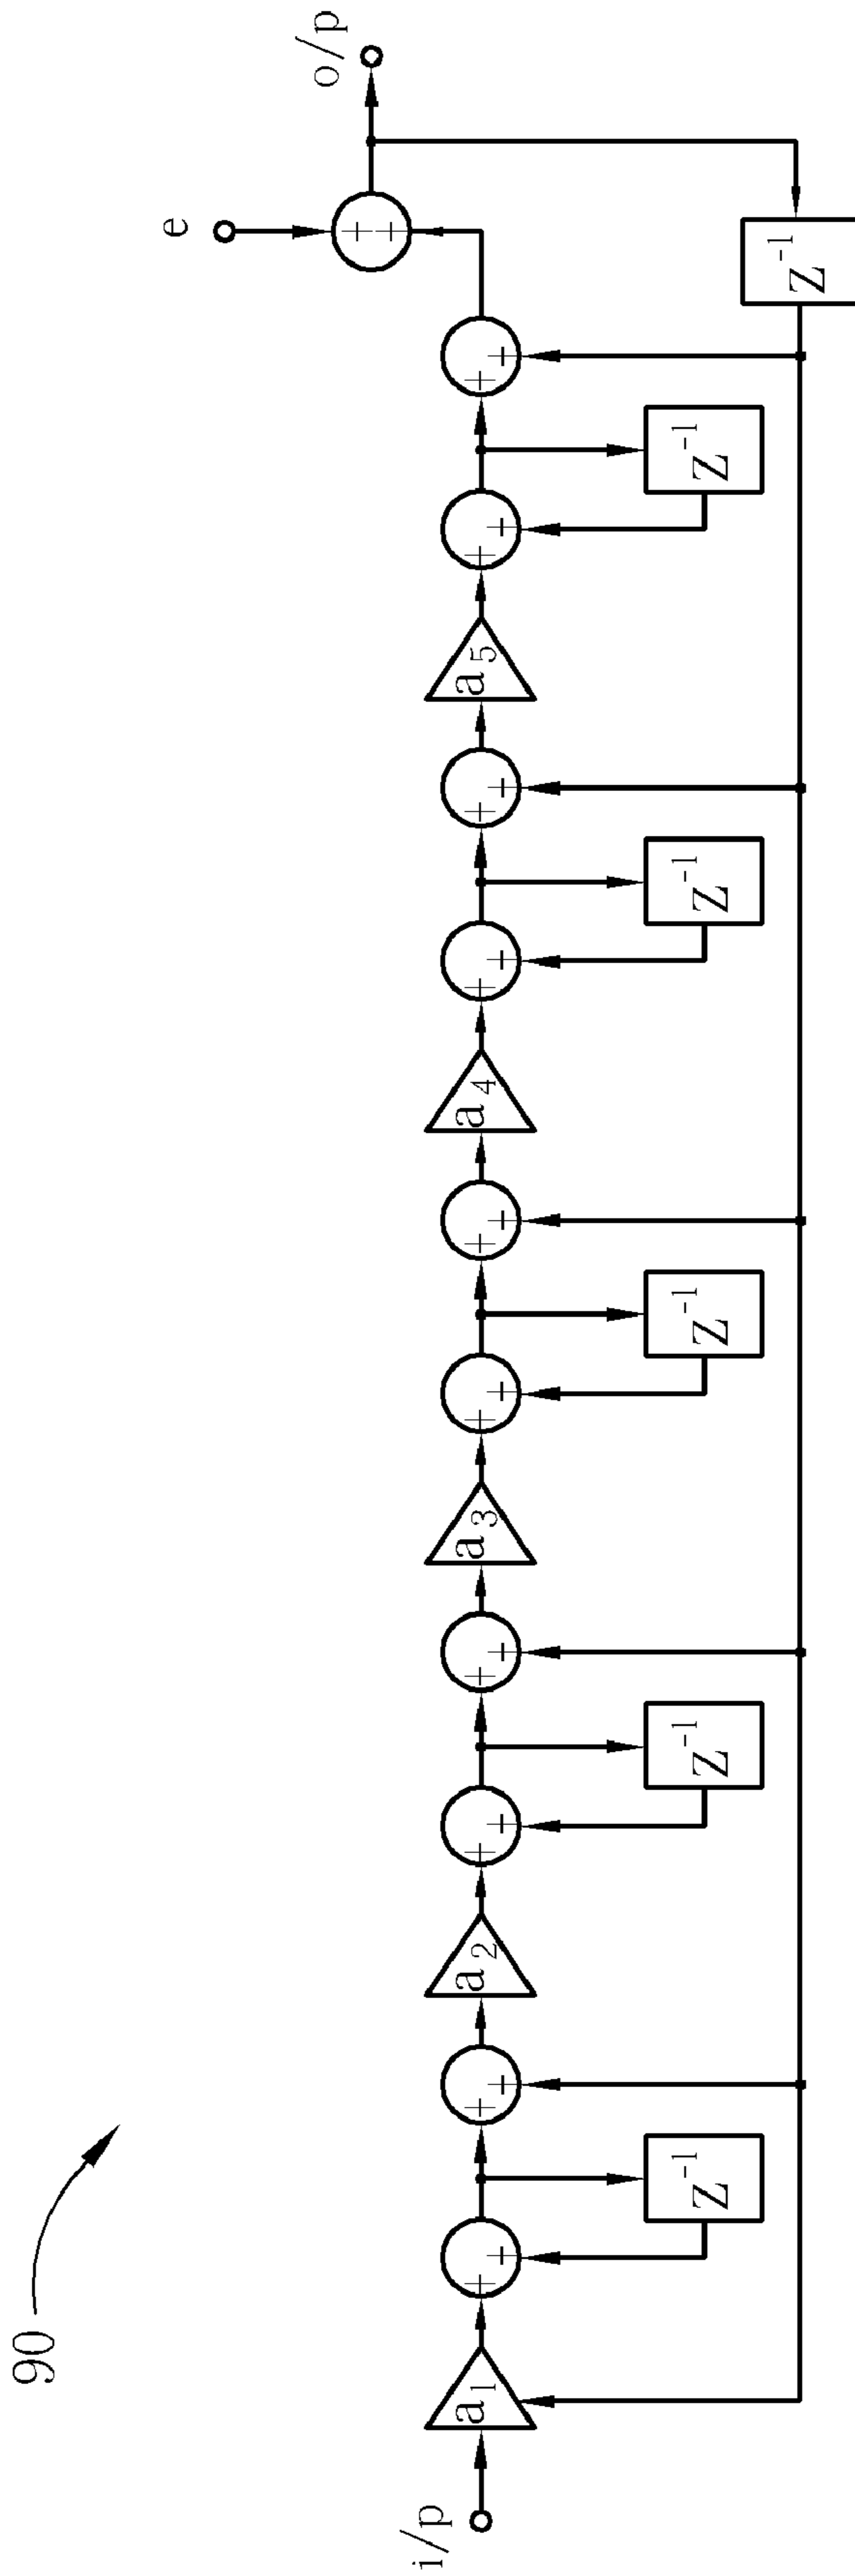 90
i/p
a1
a2
a3
a4
a5
Z-1
Z-1
Z-1
Z-1
Z-1
Z-1
e
o/p
+ +
+ +
+ +
+ +
+ +
+ +
+ +
+ +
+ +
+ +
+ +